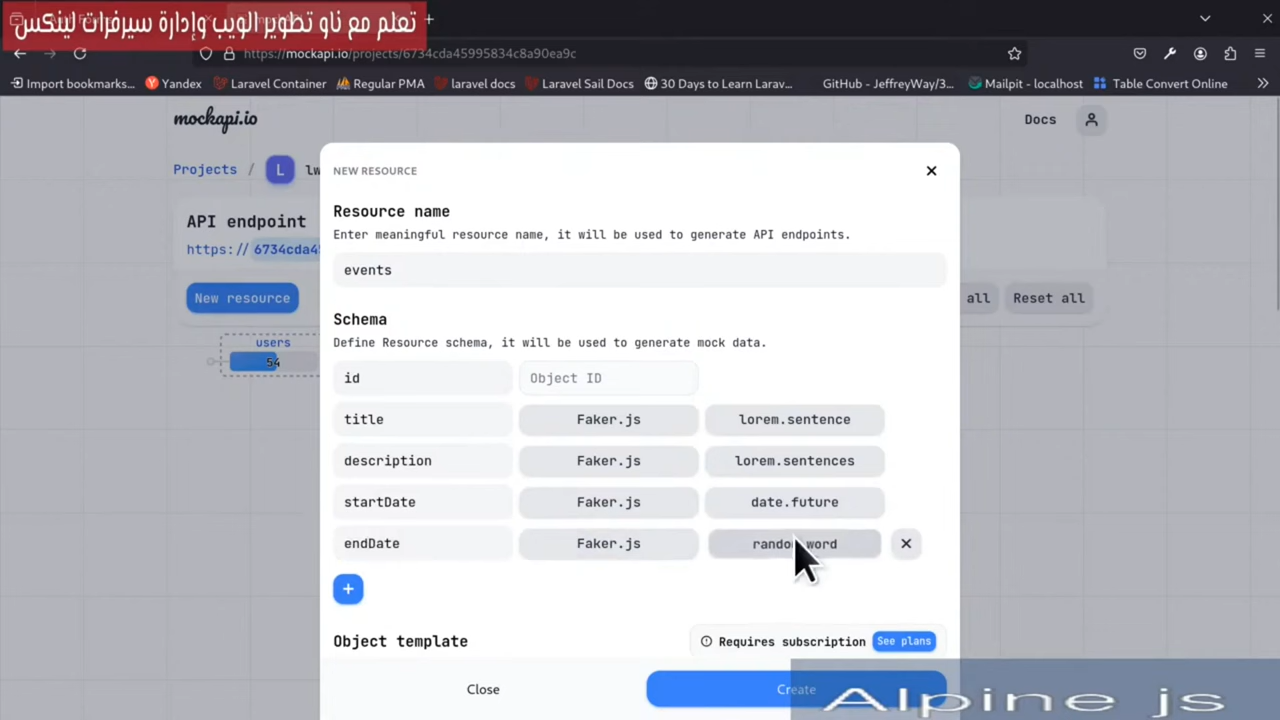 تعلم مع ناو تطوير الويب وإدارة سيرفرات لينكس
https://mockapi.io/projects/6734cda45995834c8a90ea9c
Import bookmarks... Yandex Laravel Container Regular PMA laravel docs Laravel Sail Docs 30 Days to Learn Larav... GitHub - JeffreyWay/3... Mailpit - localhost Table Convert Online
mockapi.io
Docs
Projects / L lw
NEW RESOURCE
API endpoint
Resource name
Enter meaningful resource name, it will be used to generate API endpoints.
https://6734cda45
events
New resource
all
Reset all
Schema
users
Define Resource schema, it will be used to generate mock data.
54
id Object ID
title Faker.js lorem.sentence
description Faker.js lorem.sentences
startDate Faker.js date.future
endDate Faker.js random.word
Object template
Requires subscription See plans
Close
Create
Alpine js